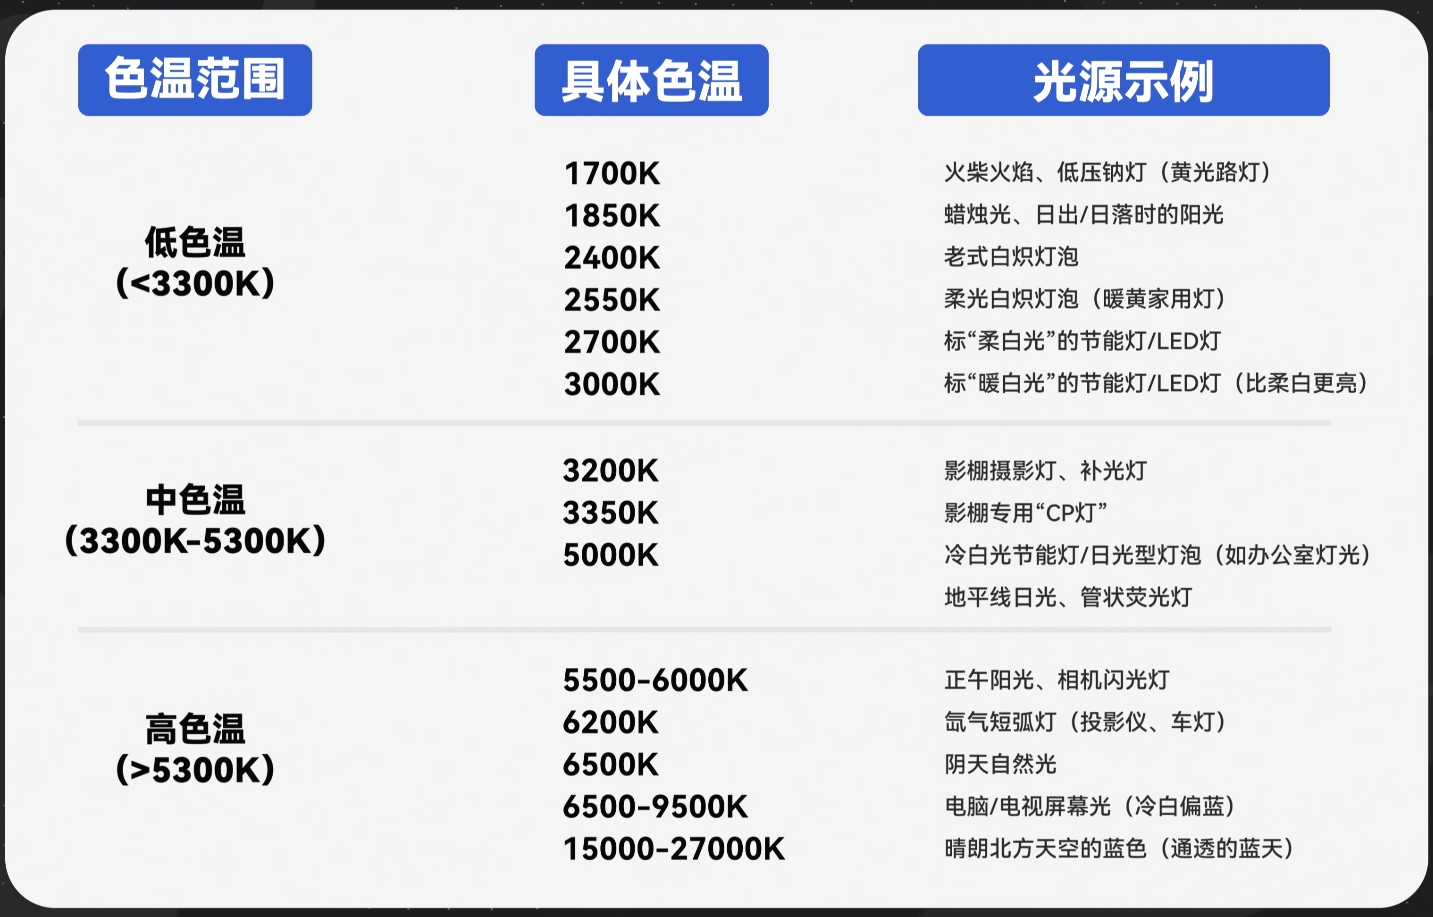 色温范围 具体色温 光源示例
低色温
(<3300K)
1700K 火柴火焰、低压钠灯（黄光路灯）
1850K 蜡烛光、日出/日落时的阳光
2400K 老式白炽灯泡
2550K 柔光白炽灯泡（暖黄家用灯）
2700K 标“柔白光”的节能灯/LED灯
3000K 标“暖白光”的节能灯/LED灯（比柔白更亮）
中色温
(3300K-5300K)
3200K 影棚摄影灯、补光灯
3350K 影棚专用“CP灯”
5000K 冷白光节能灯/日光型灯泡（如办公室灯光）
地平线日光、管状荧光灯
高色温
(>5300K)
5500-6000K 正午阳光、相机闪光灯
6200K 氙气短弧灯（投影仪、车灯）
6500K 阴天自然光
6500-9500K 电脑/电视屏幕光（冷白偏蓝）
15000-27000K 晴朗北方天空的蓝色（通透的蓝天）